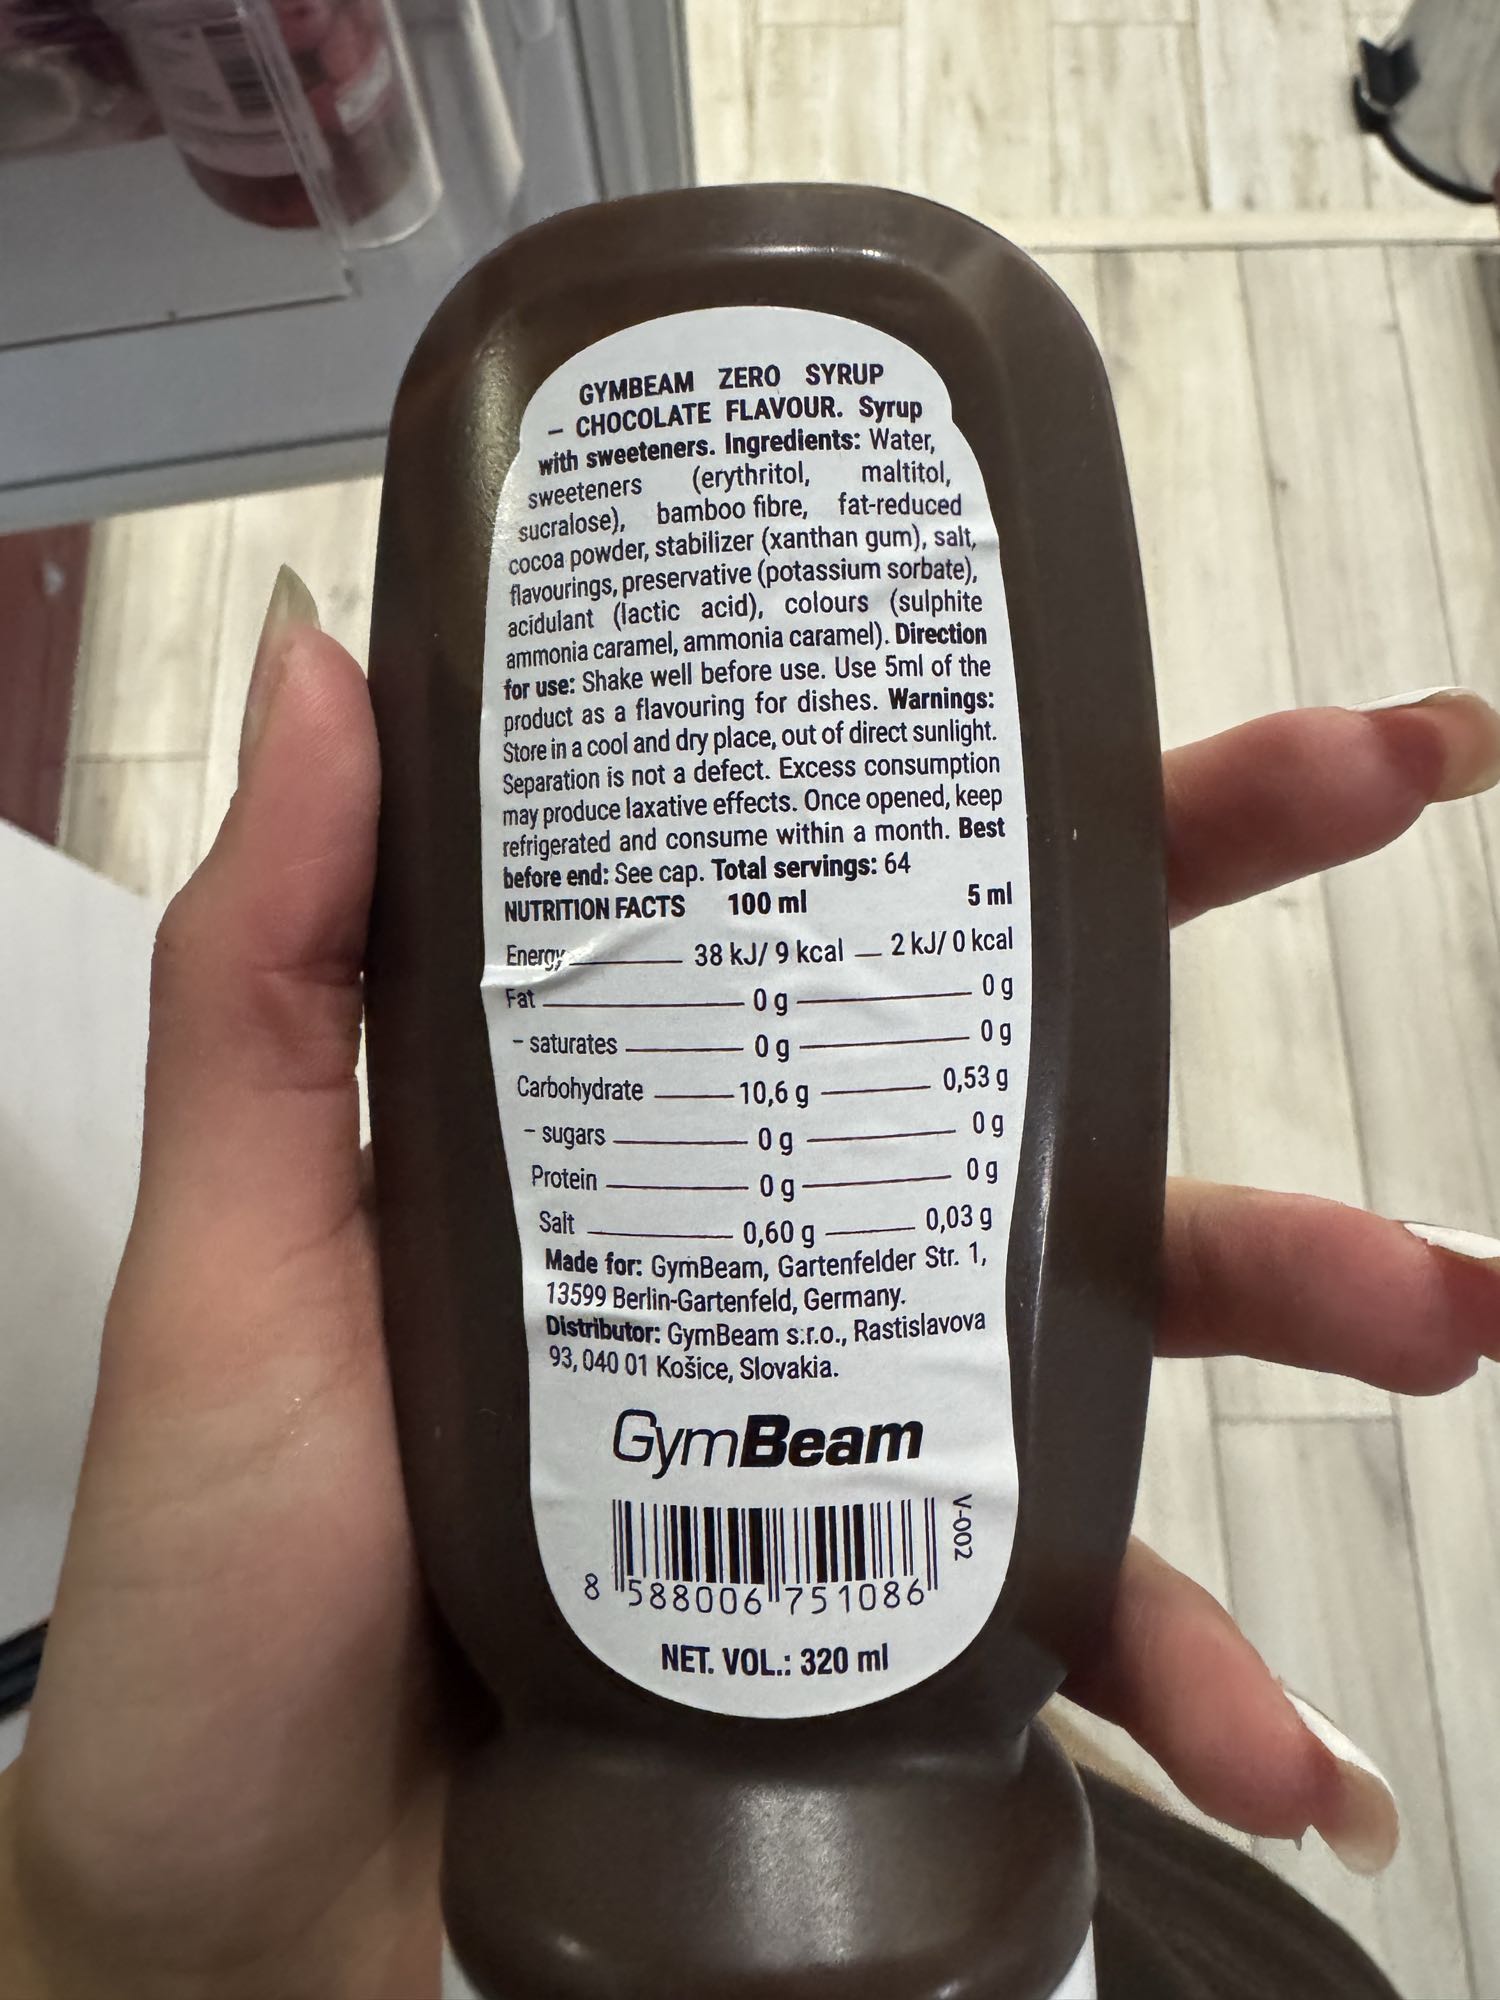 GYMBEAM ZERO SYRUP
– CHOCOLATE FLAVOUR. Syrup
with sweeteners. Ingredients: Water,
sweeteners (erythritol, maltitol,
sucralose), bamboo fibre, fat-reduced
cocoa powder, stabilizer (xanthan gum), salt,
flavourings, preservative (potassium sorbate),
acidulant (lactic acid), colours (sulphite
ammonia caramel, ammonia caramel). Direction
for use: Shake well before use. Use 5ml of the
product as a flavouring for dishes. Warnings:
Store in a cool and dry place, out of direct sunlight.
Separation is not a defect. Excess consumption
may produce laxative effects. Once opened, keep
refrigerated and consume within a month. Best
before end: See cap. Total servings: 64
NUTRITION FACTS 100 ml 5 ml
Energy 38 kJ/ 9 kcal 2 kJ/ 0 kcal
Fat 0 g 0 g
- saturates 0 g 0 g
Carbohydrate 10,6 g 0,53 g
- sugars 0 g 0 g
Protein 0 g 0 g
Salt 0,60 g 0,03 g
Made for: GymBeam, Gartenfelder Str. 1,
13599 Berlin-Gartenfeld, Germany.
Distributor: GymBeam s.r.o., Rastislavova
93, 040 01 Košice, Slovakia.
GymBeam
V-002
8 588006 751086
NET. VOL.: 320 ml